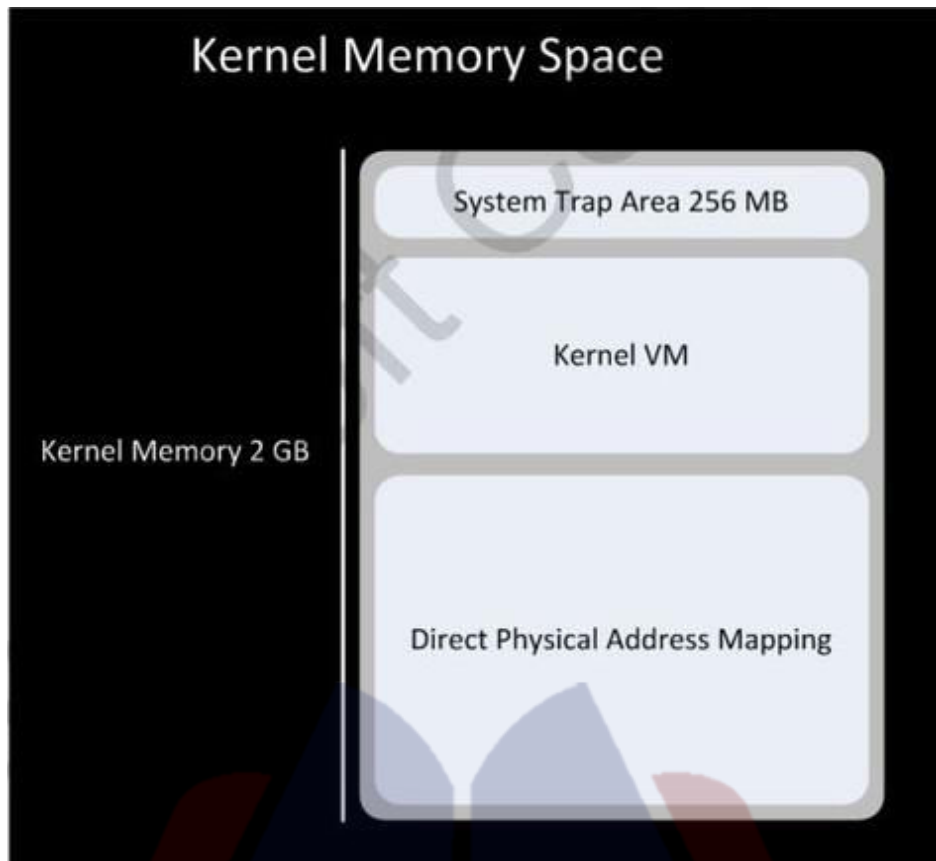 Kernel Memory Space
System Trap Area 256 MB
Kernel VM
Kernel Memory 2 GB
Direct Physical Address Mapping